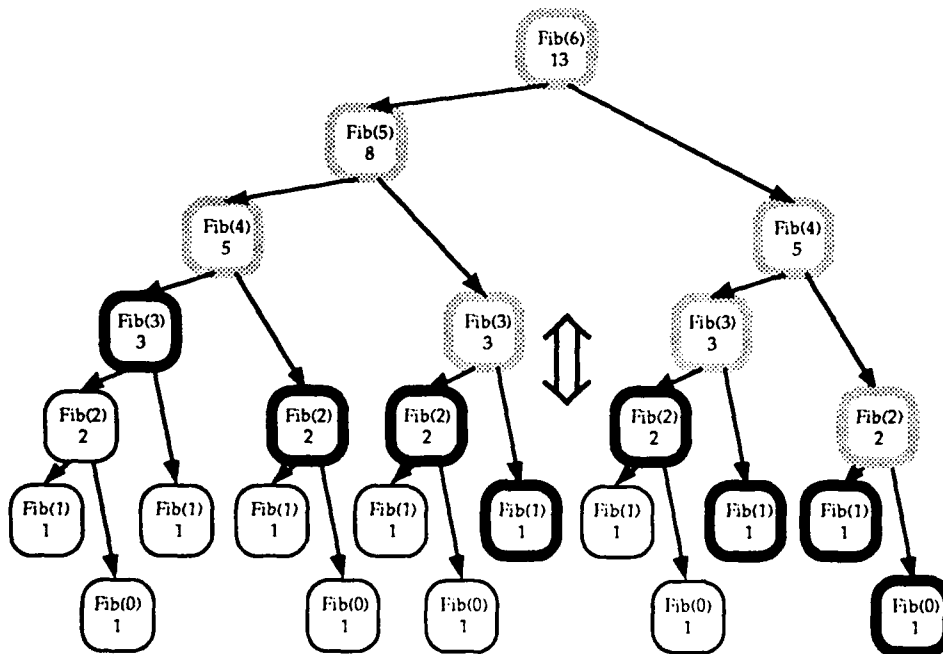 Fib(6)
13
Fib(5)
8
Fib(4)
5
Fib(4)
5
Fib(3)
3
Fib(3)
3
Fib(3)
3
Fib(2)
2
Fib(2)
2
Fib(2)
2
Fib(2)
2
Fib(2)
2
Fib(1)
1
Fib(1)
1
Fib(1)
1
Fib(1)
1
Fib(1)
1
Fib(1)
1
Fib(1)
1
Fib(1)
1
Fib(0)
1
Fib(0)
1
Fib(0)
1
Fib(0)
1
Fib(0)
1